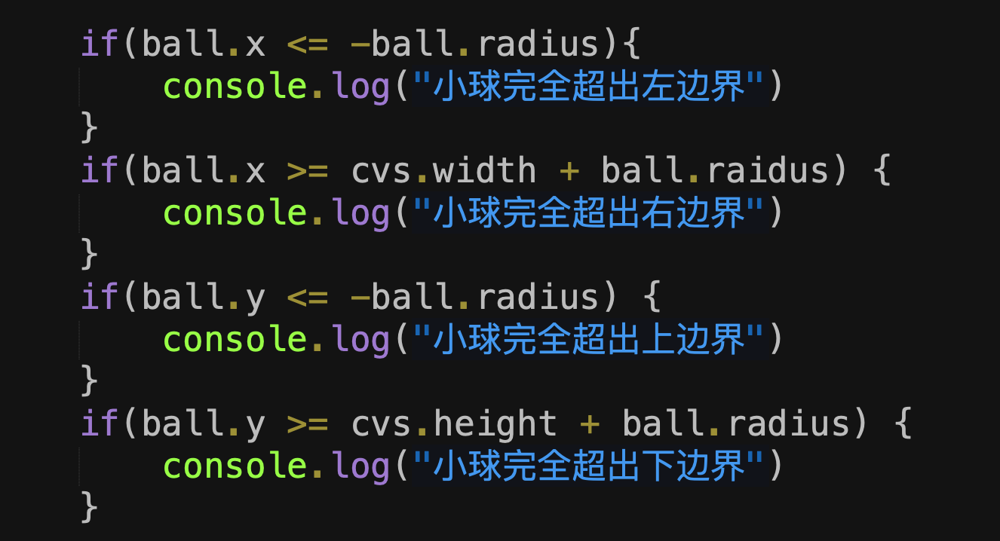 if(ball.x <= -ball.radius){
    console.log("小球完全超出左边界")
}
if(ball.x >= cvs.width + ball.raidus) {
    console.log("小球完全超出右边界")
}
if(ball.y <= -ball.radius) {
    console.log("小球完全超出上边界")
}
if(ball.y >= cvs.height + ball.radius) {
    console.log("小球完全超出下边界")
}